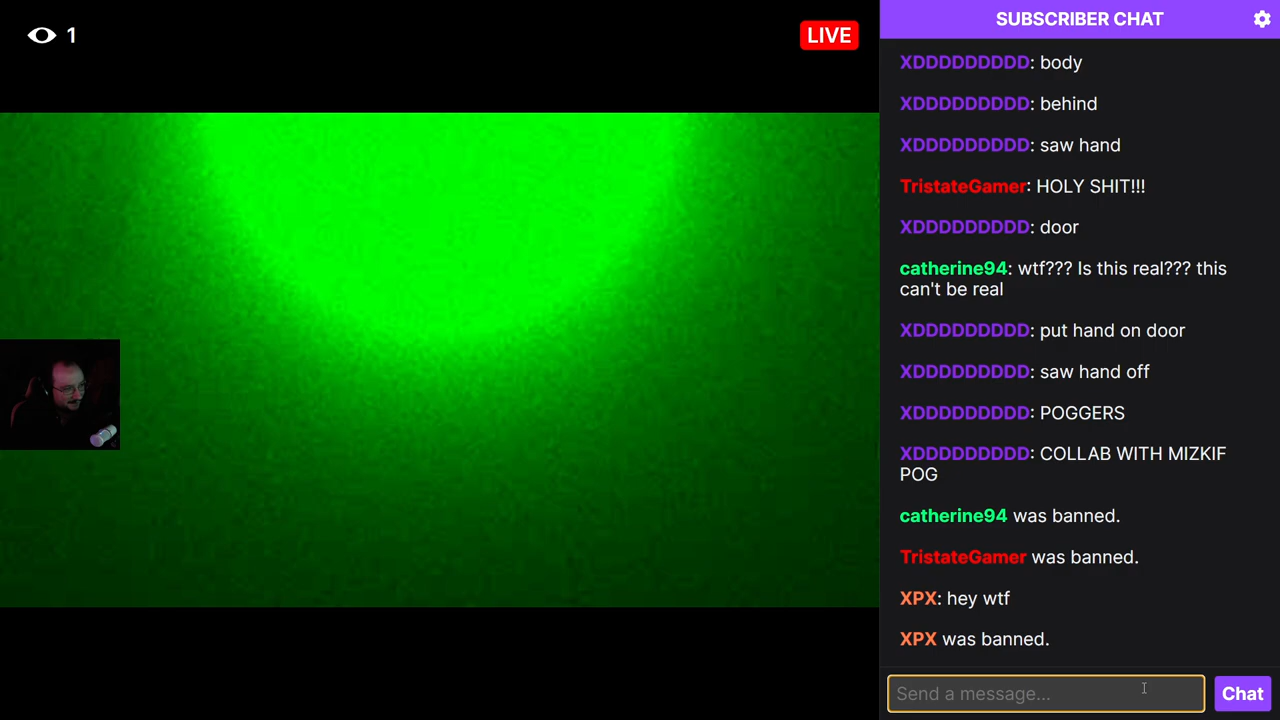 1
LIVE
SUBSCRIBER CHAT
XDDDDDDDDD: body
XDDDDDDDDD: behind
XDDDDDDDDD: saw hand
TristateGamer: HOLY SHIT!!!
XDDDDDDDDD: door
catherine94: wtf??? Is this real??? this
can't be real
XDDDDDDDDD: put hand on door
XDDDDDDDDD: saw hand off
XDDDDDDDDD: POGGERS
XDDDDDDDDD: COLLAB WITH MIZKIF
POG
catherine94 was banned.
TristateGamer was banned.
XPX: hey wtf
XPX was banned.
Send a message...
Chat